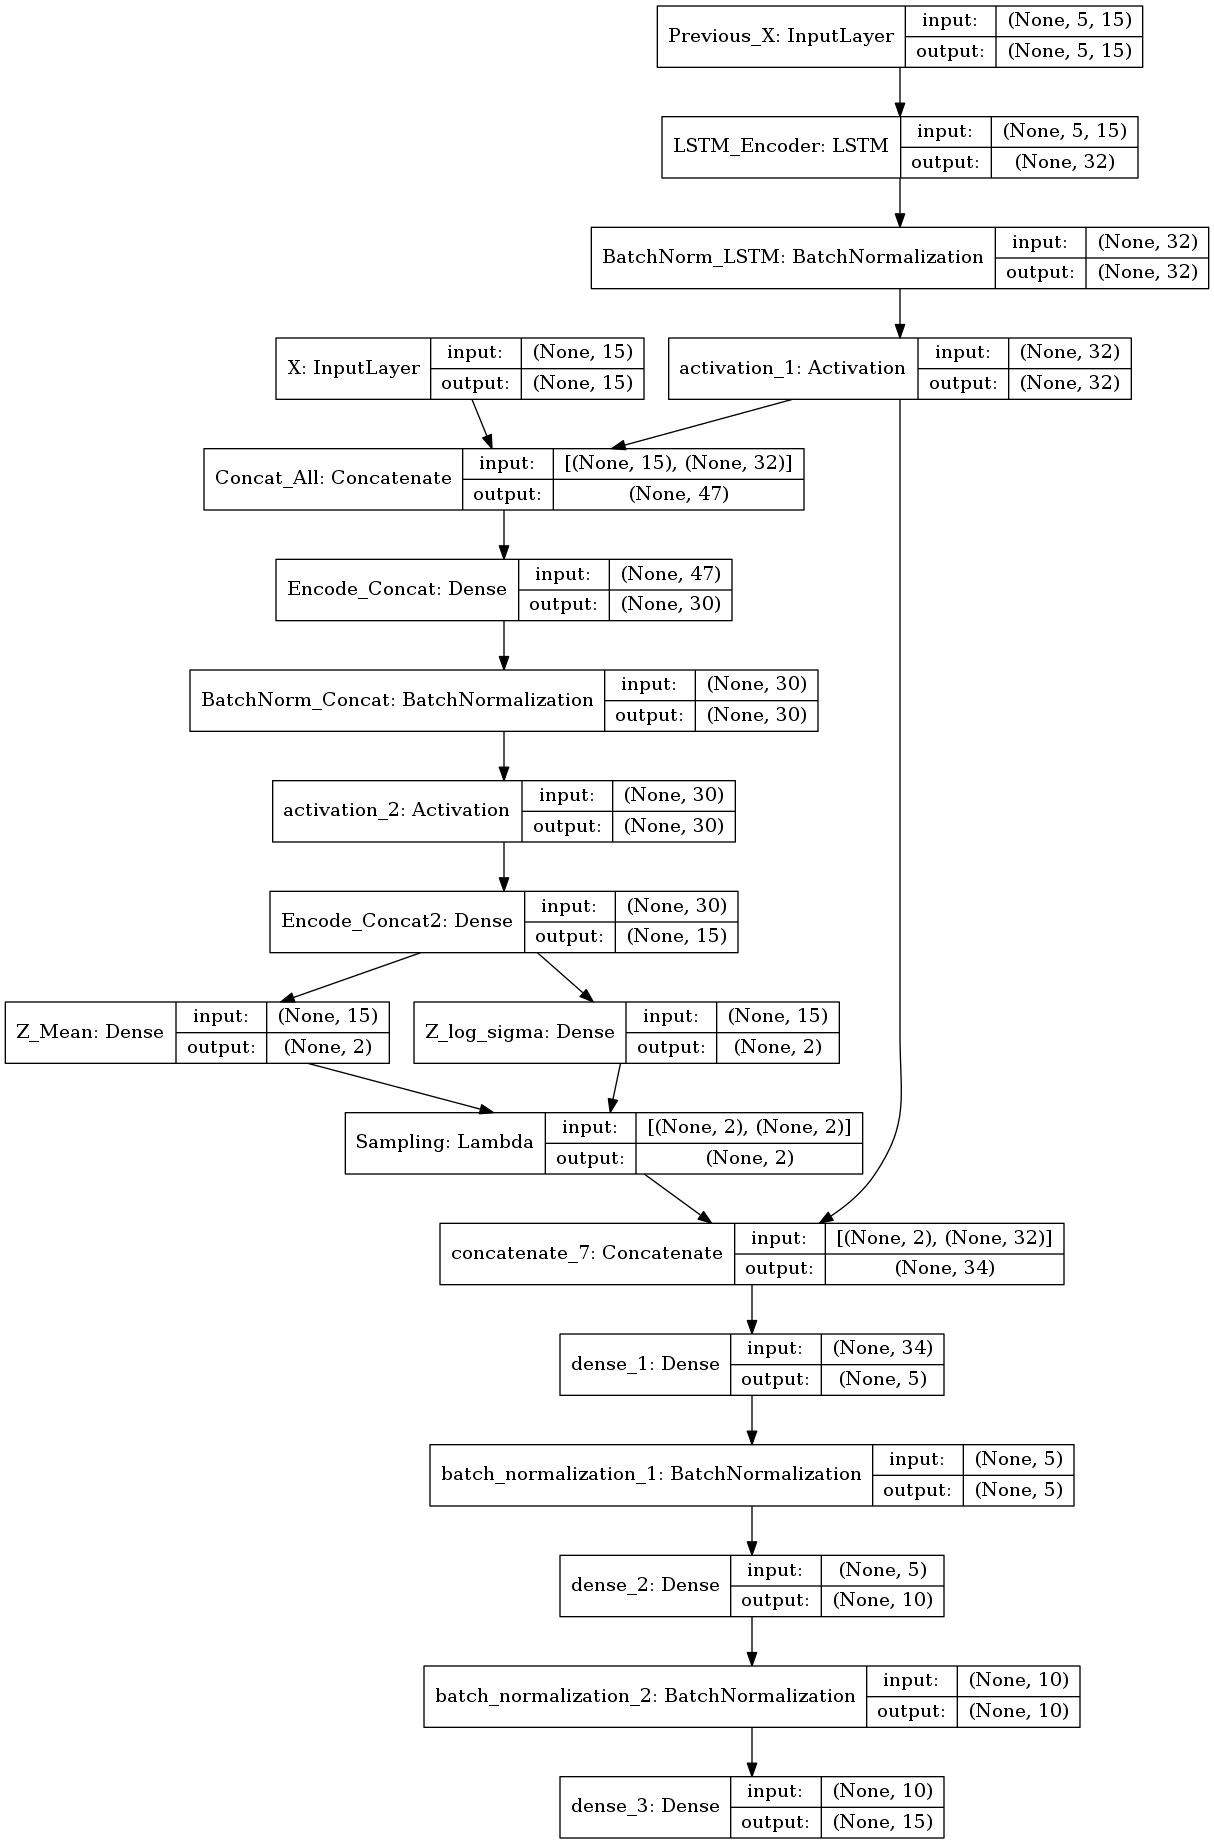 Previous_X: InputLayer
input: (None, 5, 15)
output: (None, 5, 15)
LSTM_Encoder: LSTM
input: (None, 5, 15)
output: (None, 32)
BatchNorm_LSTM: BatchNormalization
input: (None, 32)
output: (None, 32)
X: InputLayer
input: (None, 15)
output: (None, 15)
activation_1: Activation
input: (None, 32)
output: (None, 32)
Concat_All: Concatenate
input: [(None, 15), (None, 32)]
output: (None, 47)
Encode_Concat: Dense
input: (None, 47)
output: (None, 30)
BatchNorm_Concat: BatchNormalization
input: (None, 30)
output: (None, 30)
activation_2: Activation
input: (None, 30)
output: (None, 30)
Encode_Concat2: Dense
input: (None, 30)
output: (None, 15)
Z_Mean: Dense
input: (None, 15)
output: (None, 2)
Z_log_sigma: Dense
input: (None, 15)
output: (None, 2)
Sampling: Lambda
input: [(None, 2), (None, 2)]
output: (None, 2)
concatenate_7: Concatenate
input: [(None, 2), (None, 32)]
output: (None, 34)
dense_1: Dense
input: (None, 34)
output: (None, 5)
batch_normalization_1: BatchNormalization
input: (None, 5)
output: (None, 5)
dense_2: Dense
input: (None, 5)
output: (None, 10)
batch_normalization_2: BatchNormalization
input: (None, 10)
output: (None, 10)
dense_3: Dense
input: (None, 10)
output: (None, 15)